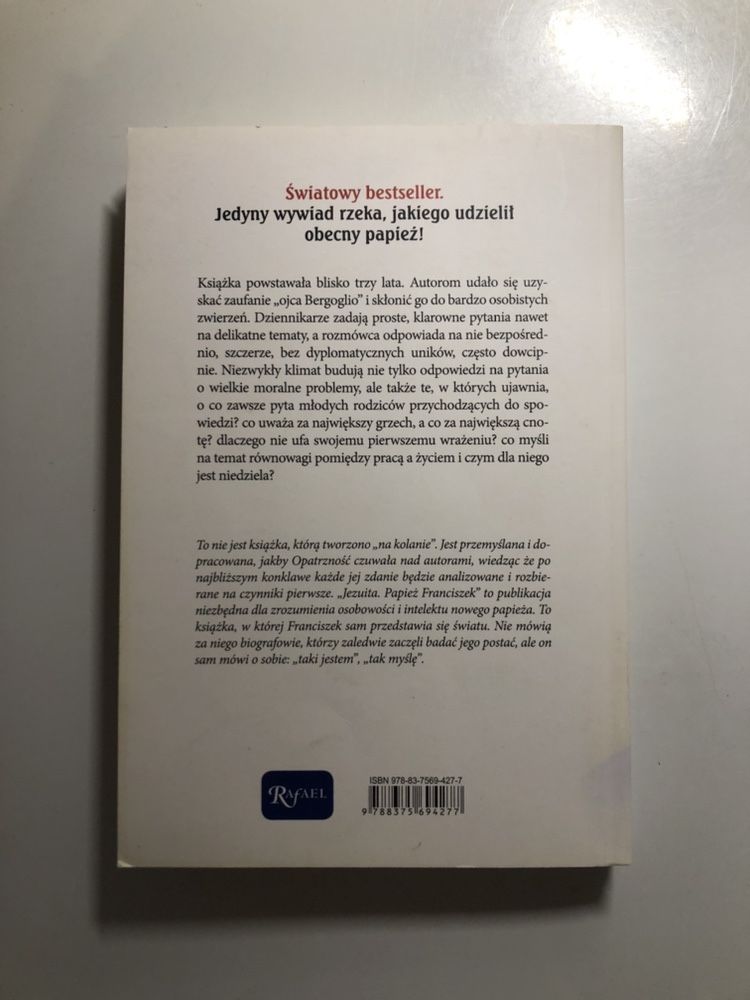 Światowy bestseller.
Jedyny wywiad rzeka, jakiego udzielił
obecny papież!
Książka powstawała blisko trzy lata. Autorom udało się uzy-
skać zaufanie „ojca Bergoglio” i skłonić go do bardzo osobistych
zwierzeń. Dziennikarze zadają proste, klarowne pytania nawet
na delikatne tematy, a rozmówca odpowiada na nie bezpośred-
nio, szczerze, bez dyplomatycznych uników, często dowcip-
nie. Niezwykły klimat budują nie tylko odpowiedzi na pytania
o wielkie moralne problemy, ale także te, w których ujawnia,
o co zawsze pyta młodych rodziców przychodzących do spo-
wiedzi? co uważa za największy grzech, a co za największą cno-
tę? dlaczego nie ufa swojemu pierwszemu wrażeniu? co myśli
na temat równowagi pomiędzy pracą a życiem i czym dla niego
jest niedziela?
To nie jest książka, którą tworzono „na kolanie”. Jest przemyślana i do-
pracowana, jakby Opatrzność czuwała nad autorami, wiedząc że po
najbliższym konklawe każde jej zdanie będzie analizowane i rozbie-
rane na czynniki pierwsze. „Jezuita. Papież Franciszek” to publikacja
niezbędna dla zrozumienia osobowości i intelektu nowego papieża. To
książka, w której Franciszek sam przedstawia się światu. Nie mówią
za niego biografowie, którzy zaledwie zaczęli badać jego postać, ale on
sam mówi o sobie: „taki jestem”, „tak myślę”.
RAFAEL
ISBN 978-83-7569-427-7
9 788375 694277